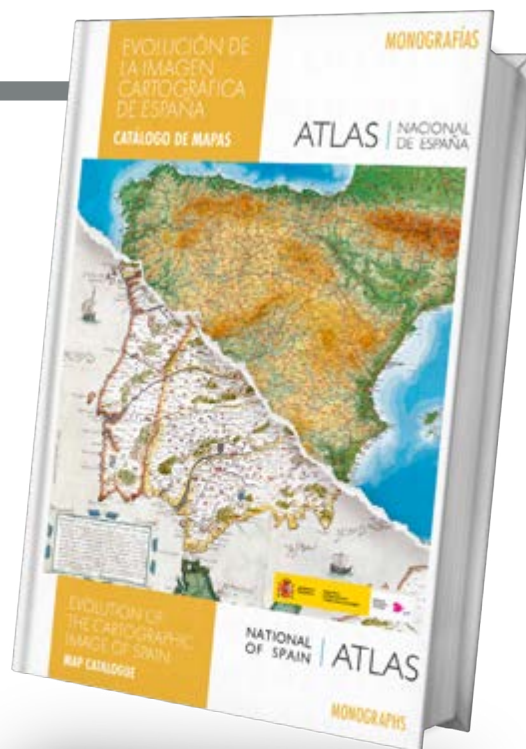 EVOLUCIÓN DE
LA IMAGEN
CARTOGRÁFICA
DE ESPAÑA
CATÁLOGO DE MAPAS
MONOGRAFÍAS
ATLAS
NACIONAL
DE ESPAÑA
EVOLUTION OF
THE CARTOGRAPHIC
IMAGE OF SPAIN
MAP CATALOGUE
NATIONAL
OF SPAIN
ATLAS
MONOGRAPHS